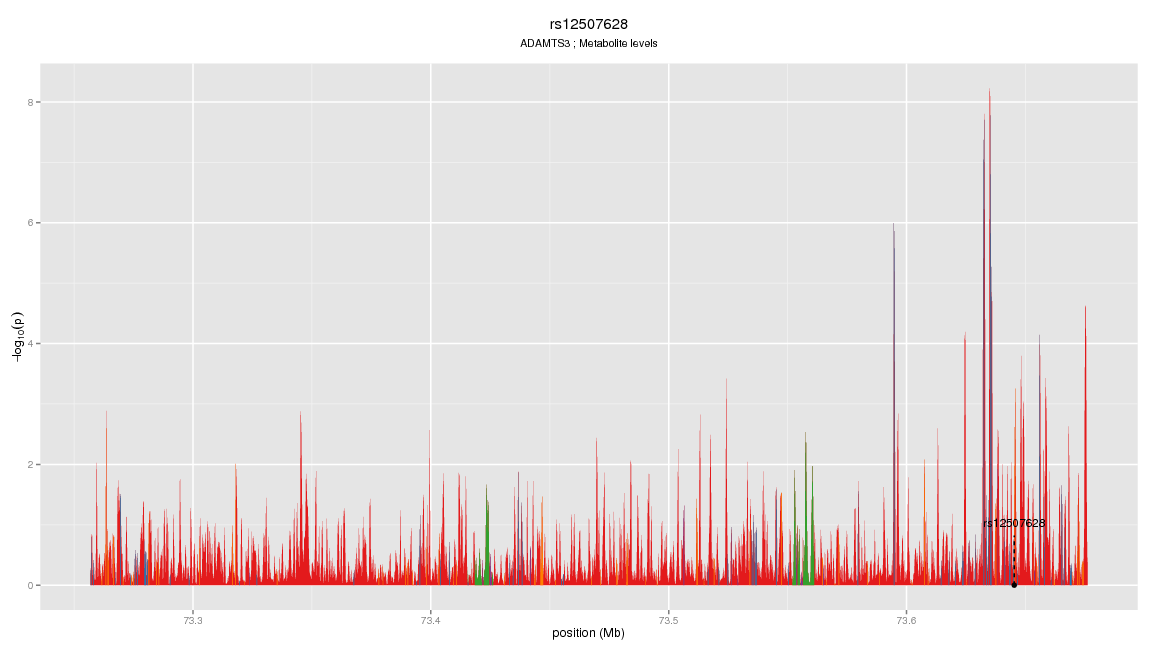 rs12507628
ADAMTS3 ; Metabolite levels
8
6
4
2
0
−log10(p)
rs12507628
73.3 73.4 73.5 73.6
position (Mb)